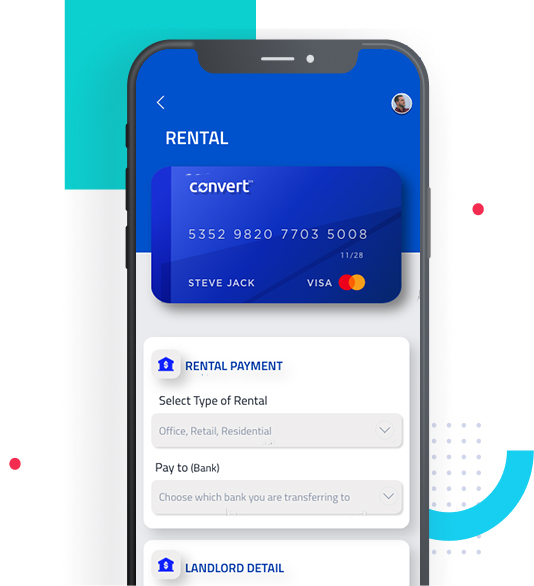 RENTAL
convert™
5352 9820 7703 5008
11/28
STEVE JACK VISA
RENTAL PAYMENT
Select Type of Rental
Office, Retail, Residential
Pay to (Bank)
Choose which bank you are transferring to
LANDLORD DETAIL